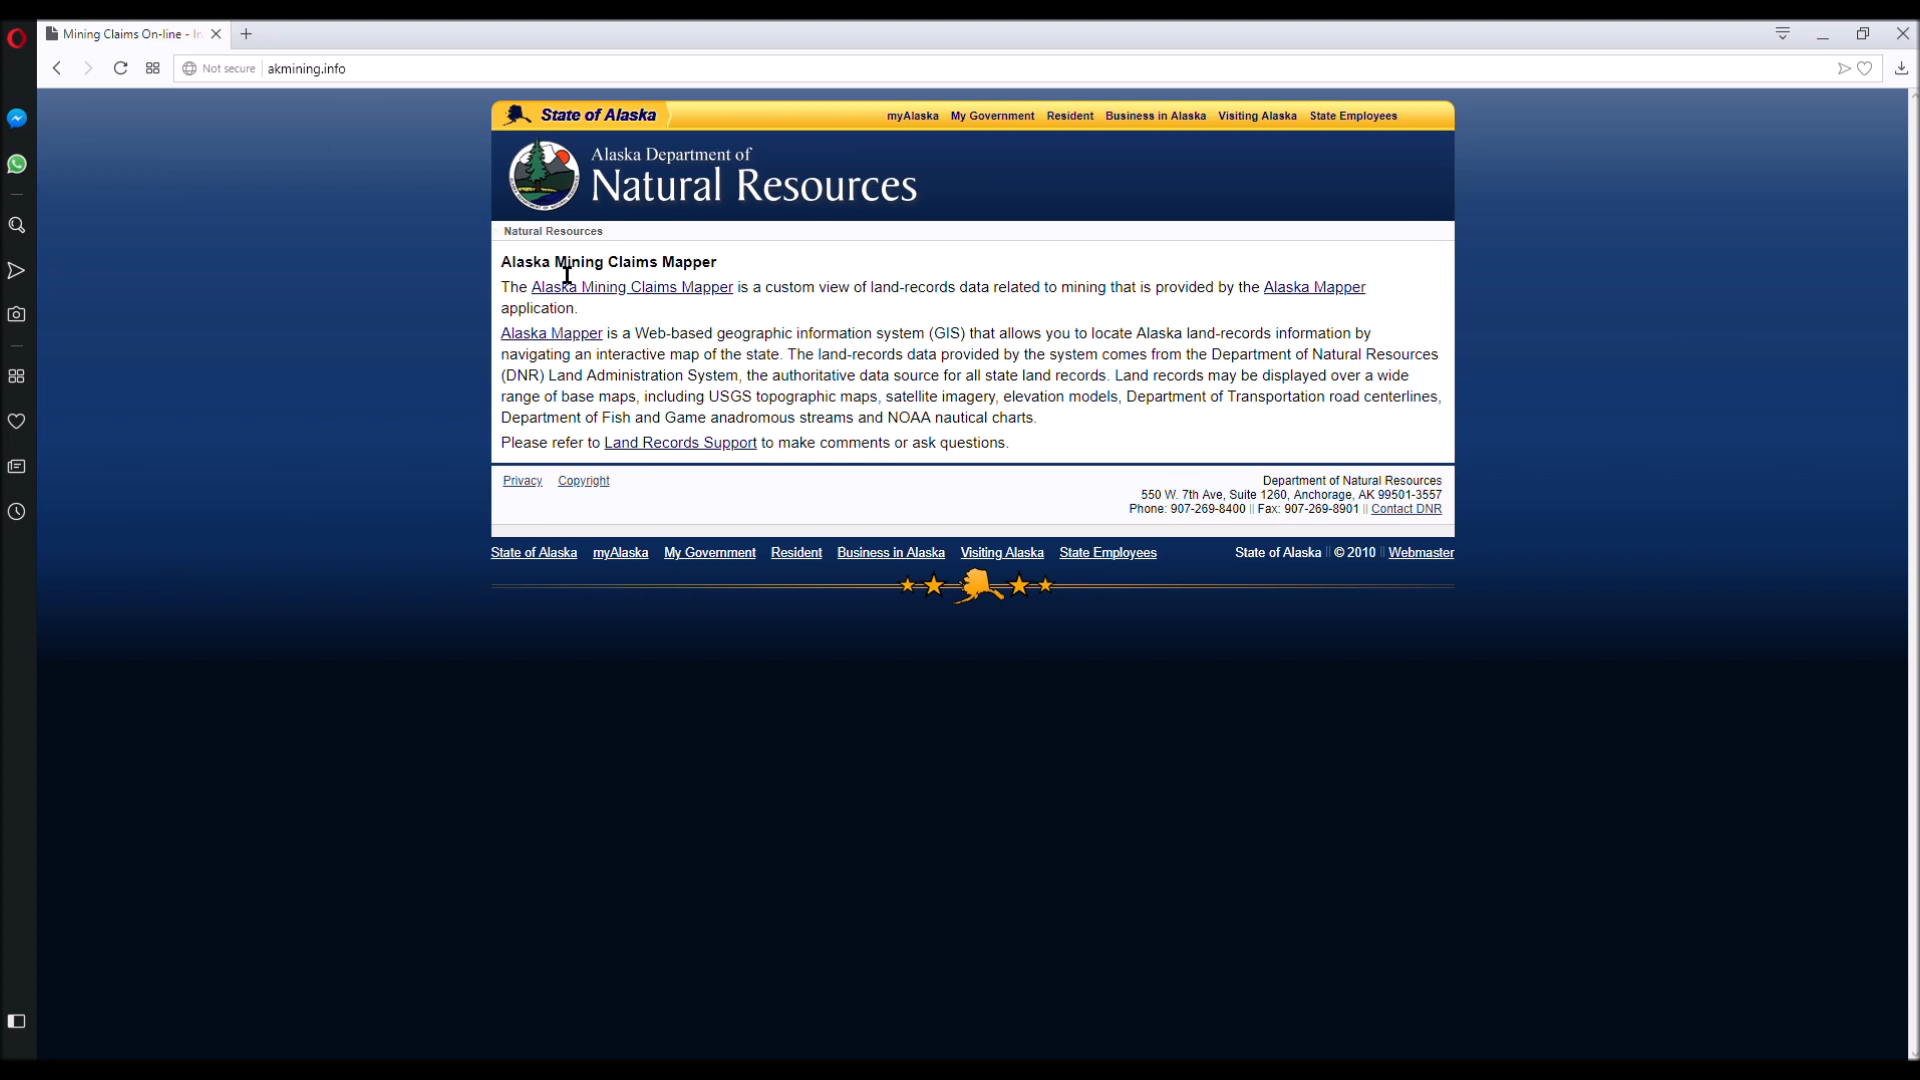 Mining Claims On-line - I
Not secure akmining.info
State of Alaska
myAlaska My Government Resident Business in Alaska Visiting Alaska State Employees
Alaska Department of
Natural Resources
Natural Resources
Alaska Mining Claims Mapper
The Alaska Mining Claims Mapper is a custom view of land-records data related to mining that is provided by the Alaska Mapper
application.
Alaska Mapper is a Web-based geographic information system (GIS) that allows you to locate Alaska land-records information by
navigating an interactive map of the state. The land-records data provided by the system comes from the Department of Natural Resources
(DNR) Land Administration System, the authoritative data source for all state land records. Land records may be displayed over a wide
range of base maps, including USGS topographic maps, satellite imagery, elevation models, Department of Transportation road centerlines,
Department of Fish and Game anadromous streams and NOAA nautical charts.
Please refer to Land Records Support to make comments or ask questions.
Privacy Copyright
Department of Natural Resources
550 W. 7th Ave, Suite 1260, Anchorage, AK 99501-3557
Phone: 907-269-8400 || Fax: 907-269-8901 || Contact DNR
State of Alaska myAlaska My Government Resident Business in Alaska Visiting Alaska State Employees
State of Alaska || © 2010 || Webmaster